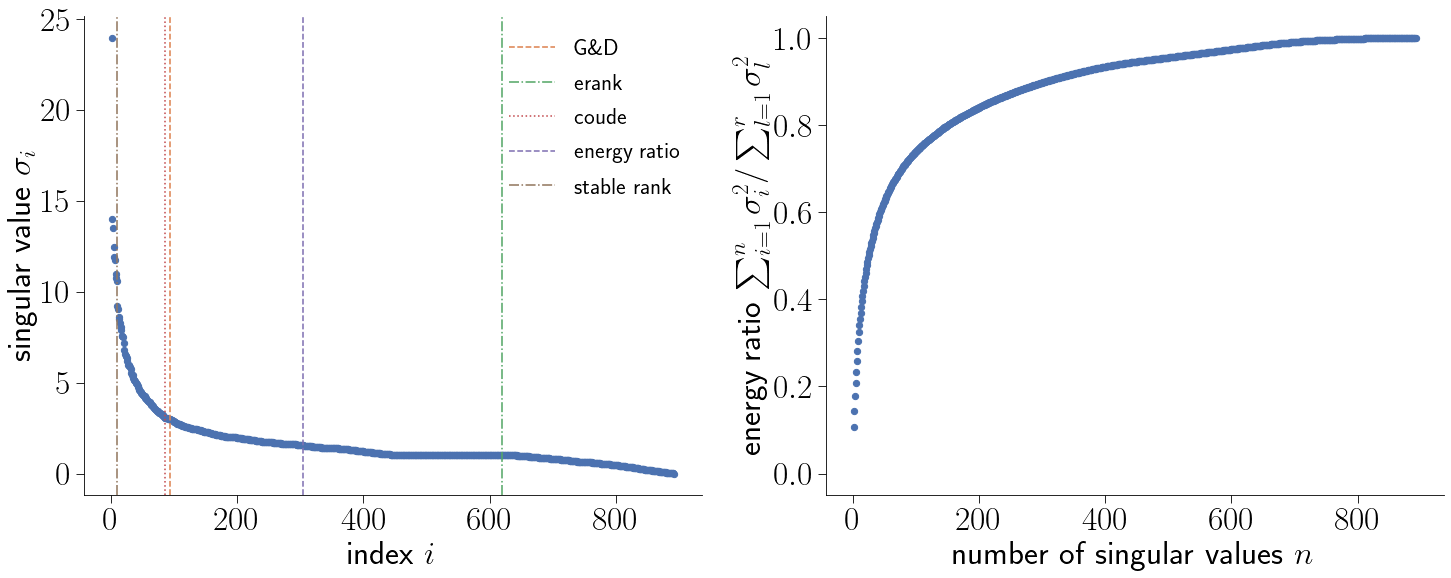 singular value σ_i
25
20
15
10
5
0
0 200 400 600 800
index i
G&D
erank
coude
energy ratio
stable rank
energy ratio ∑_{i=1}^{n} σ_i^2 / ∑_{l=1}^{r} σ_l^2
1.0
0.8
0.6
0.4
0.2
0.0
0 200 400 600 800
number of singular values n